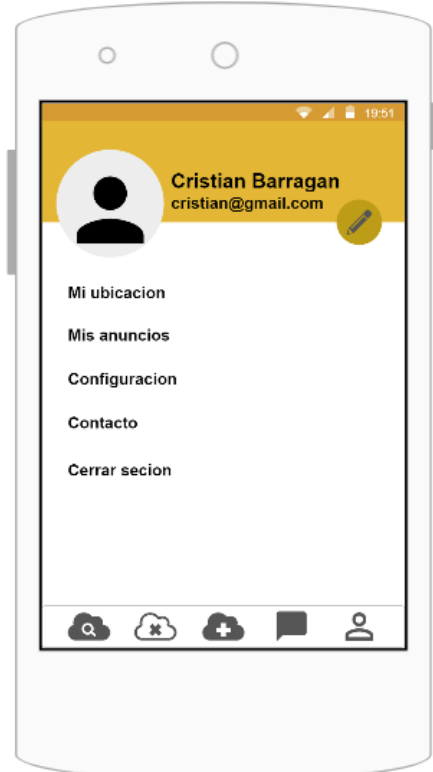 19:51
Cristian Barragan
cristian@gmail.com
Mi ubicacion
Mis anuncios
Configuracion
Contacto
Cerrar secion